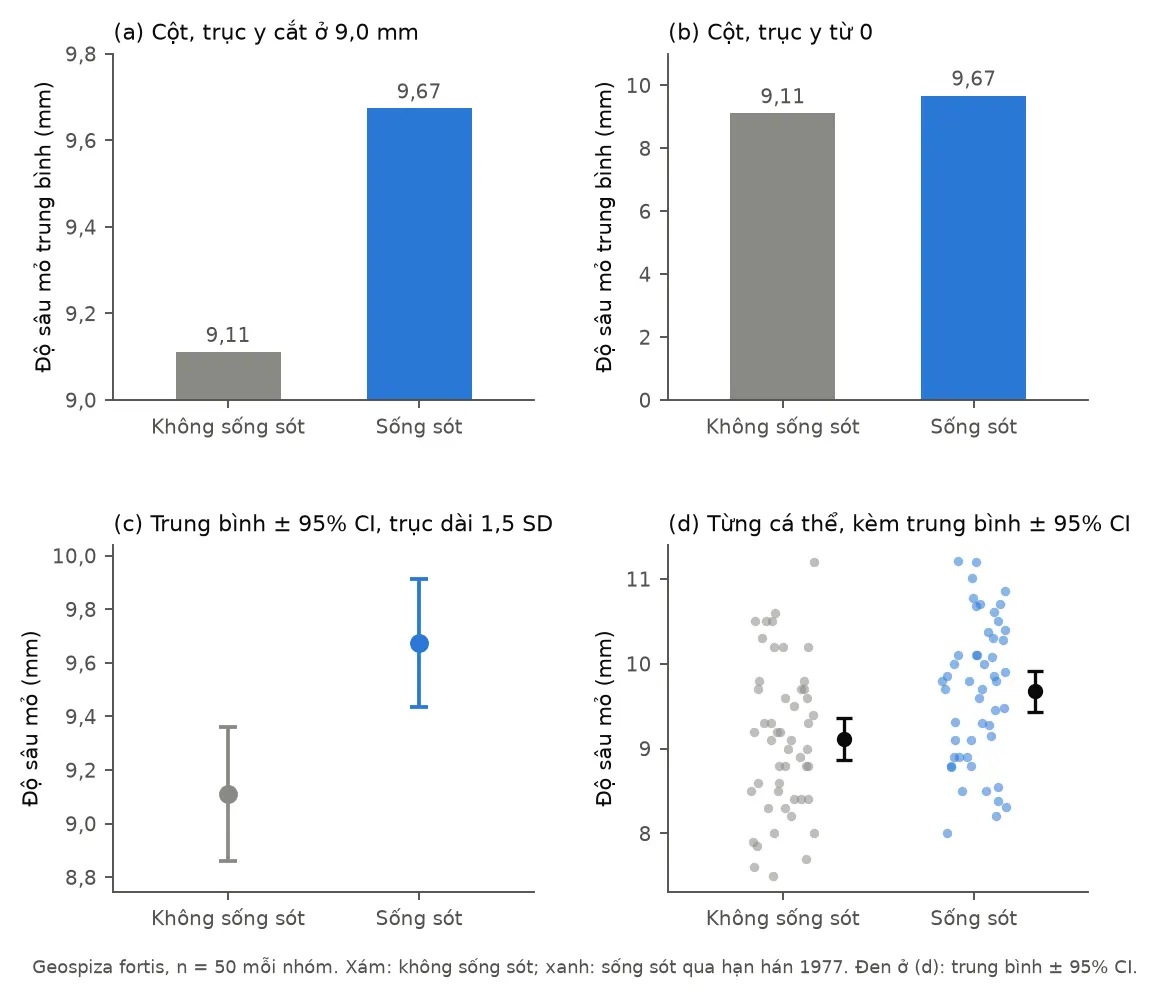 (a) Cột, trục y cắt ở 9,0 mm
Độ sâu mỏ trung bình (mm)
9,8
9,6
9,4
9,2
9,0
9,11
9,67
Không sống sót
Sống sót
(b) Cột, trục y từ 0
Độ sâu mỏ trung bình (mm)
10
8
6
4
2
0
9,11
9,67
Không sống sót
Sống sót
(c) Trung bình ± 95% CI, trục dài 1,5 SD
Độ sâu mỏ (mm)
10,0
9,8
9,6
9,4
9,2
9,0
8,8
Không sống sót
Sống sót
(d) Từng cá thể, kèm trung bình ± 95% CI
Độ sâu mỏ (mm)
11
10
9
8
Không sống sót
Sống sót
Geospiza fortis, n = 50 mỗi nhóm. Xám: không sống sót; xanh: sống sót qua hạn hán 1977. Đen ở (d): trung bình ± 95% CI.